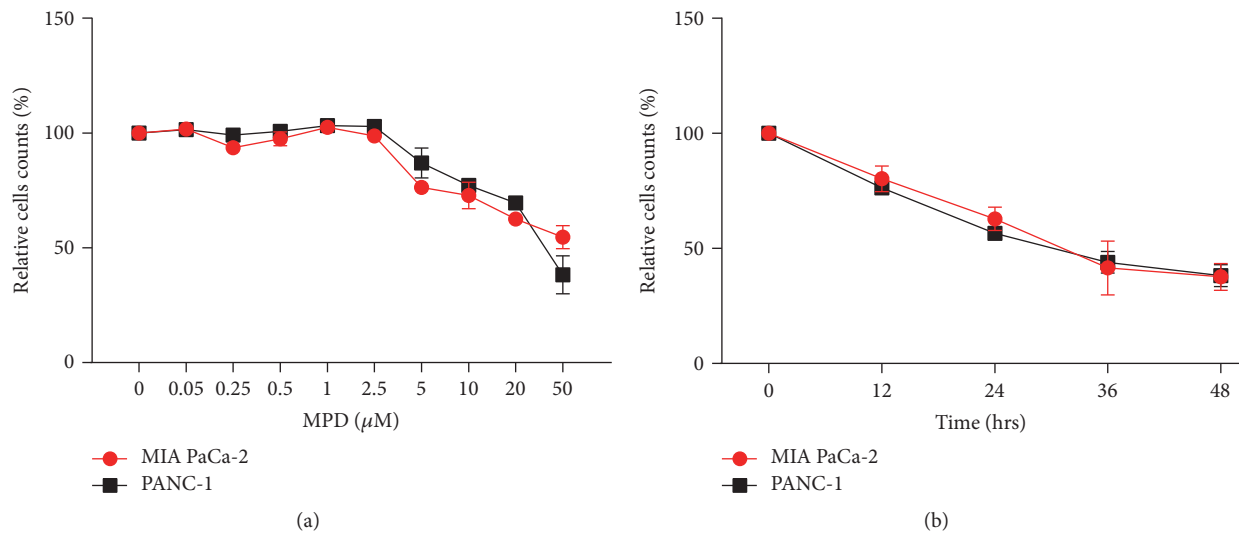 150
100
50
0
Relative cells counts (%)
0 0.05 0.25 0.5 1 2.5 5 10 20 50
MPD (μM)
MIA PaCa-2
PANC-1
(a)
150
100
50
0
Relative cells counts (%)
0 12 24 36 48
Time (hrs)
MIA PaCa-2
PANC-1
(b)